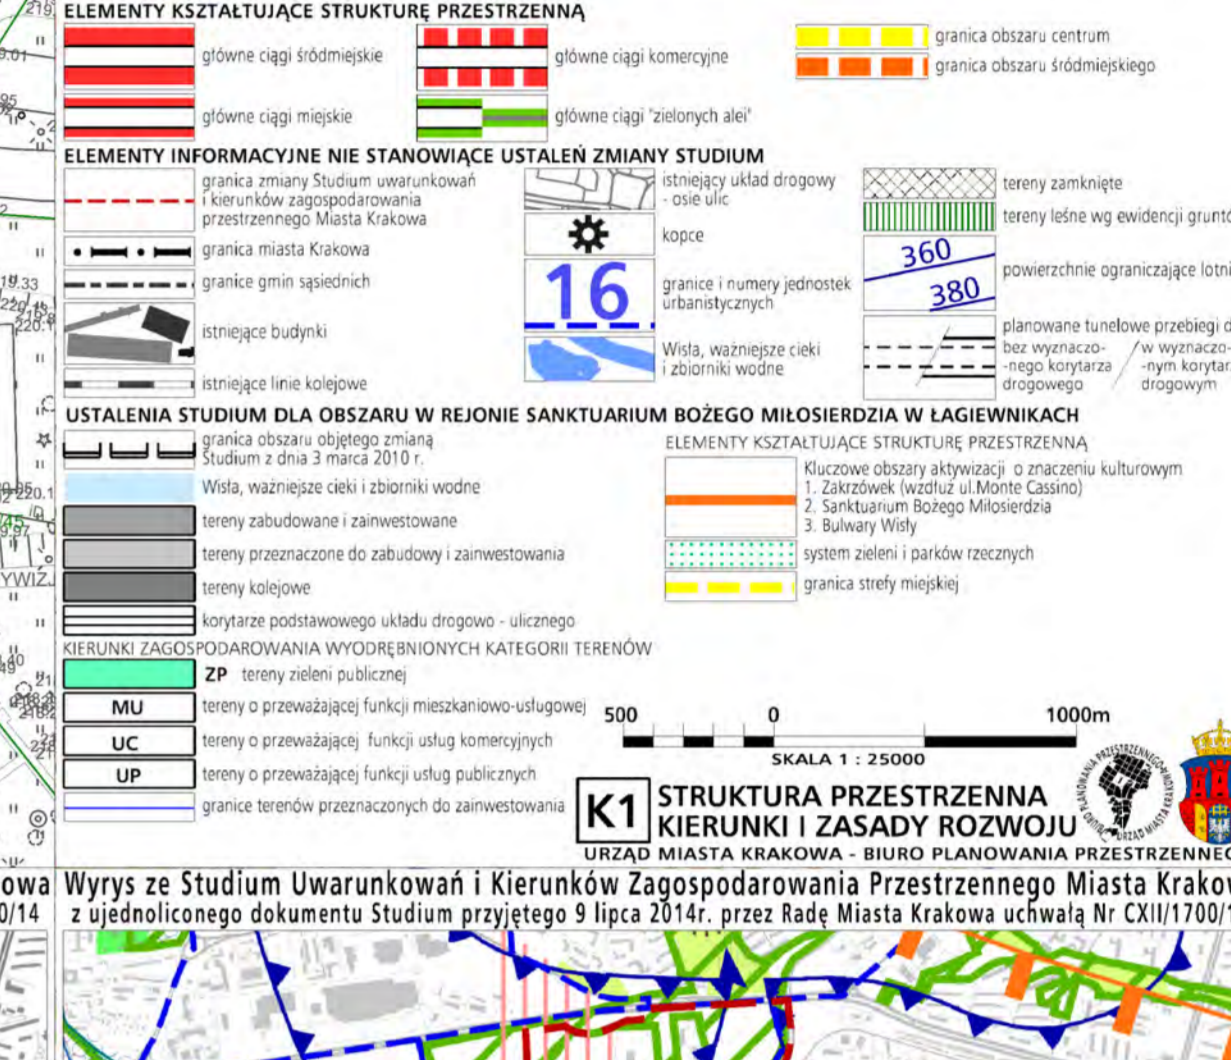 ELEMENTY KSZTAŁTUJĄCE STRUKTURĘ PRZESTRZENNĄ
główne ciągi śródmiejskie
główne ciągi komercyjne
granica obszaru centrum
granica obszaru śródmiejskiego
główne ciągi miejskie
główne ciągi "zielonych alei"
ELEMENTY INFORMACYJNE NIE STANOWIĄCE USTALEŃ ZMIANY STUDIUM
granica zmiany Studium uwarunkowań
i kierunków zagospodarowania
przestrzennego Miasta Krakowa
granica miasta Krakowa
granice gmin sąsiednich
istniejące budynki
istniejące linie kolejowe
istniejący układ drogowy
- osie ulic
kopce
16
granice i numery jednostek
urbanistycznych
Wisła, ważniejsze cieki
i zbiorniki wodne
tereny zamknięte
tereny leśne wg ewidencji grunto
360
380
powierzchnie ograniczające lotni
planowane tunelowe przebiegi d
bez wyznaczo-
-nego korytarza
drogowego
w wyznaczo-
-nym korytar
drogowym
USTALENIA STUDIUM DLA OBSZARU W REJONIE SANKTUARIUM BOŻEGO MIŁOSIERDZIA W ŁAGIEWNIKACH
granica obszaru objętego zmianą
Studium z dnia 3 marca 2010 r.
Wisła, ważniejsze cieki i zbiorniki wodne
tereny zabudowane i zainwestowane
tereny przeznaczone do zabudowy i zainwestowania
tereny kolejowe
korytarze podstawowego układu drogowo - ulicznego
ELEMENTY KSZTAŁTUJĄCE STRUKTURĘ PRZESTRZENNĄ
Kluczowe obszary aktywizacji o znaczeniu kulturowym
1. Zakrzówek (wzdłuż ul.Monte Cassino)
2. Sanktuarium Bożego Miłosierdzia
3. Bulwary Wisły
system zieleni i parków rzecznych
granica strefy miejskiej
KIERUNKI ZAGOSPODAROWANIA WYODRĘBNIONYCH KATEGORII TERENÓW
ZP tereny zieleni publicznej
MU tereny o przeważającej funkcji mieszkaniowo-usługowej
UC tereny o przeważającej funkcji usług komercyjnych
UP tereny o przeważającej funkcji usług publicznych
granice terenów przeznaczonych do zainwestowania
500 0 1000m
SKALA 1 : 25000
K1 STRUKTURA PRZESTRZENNA
KIERUNKI I ZASADY ROZWOJU
URZĄD MIASTA KRAKOWA - BIURO PLANOWANIA PRZESTRZENNEG
owa Wyrys ze Studium Uwarunkowań i Kierunków Zagospodarowania Przestrzennego Miasta Krakow
0/14 z ujednoliconego dokumentu Studium przyjętego 9 lipca 2014r. przez Radę Miasta Krakowa uchwałą Nr CXII/1700/1